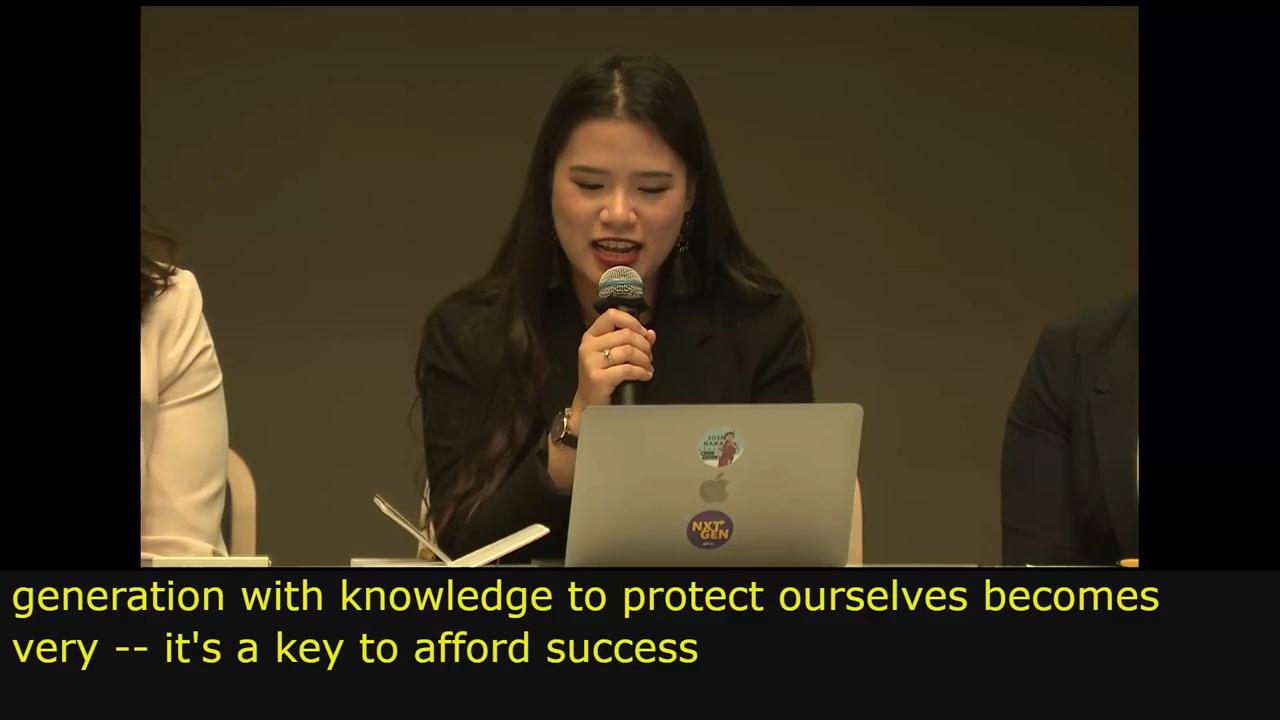 NXT
GEN
generation with knowledge to protect ourselves becomes
very -- it's a key to afford success